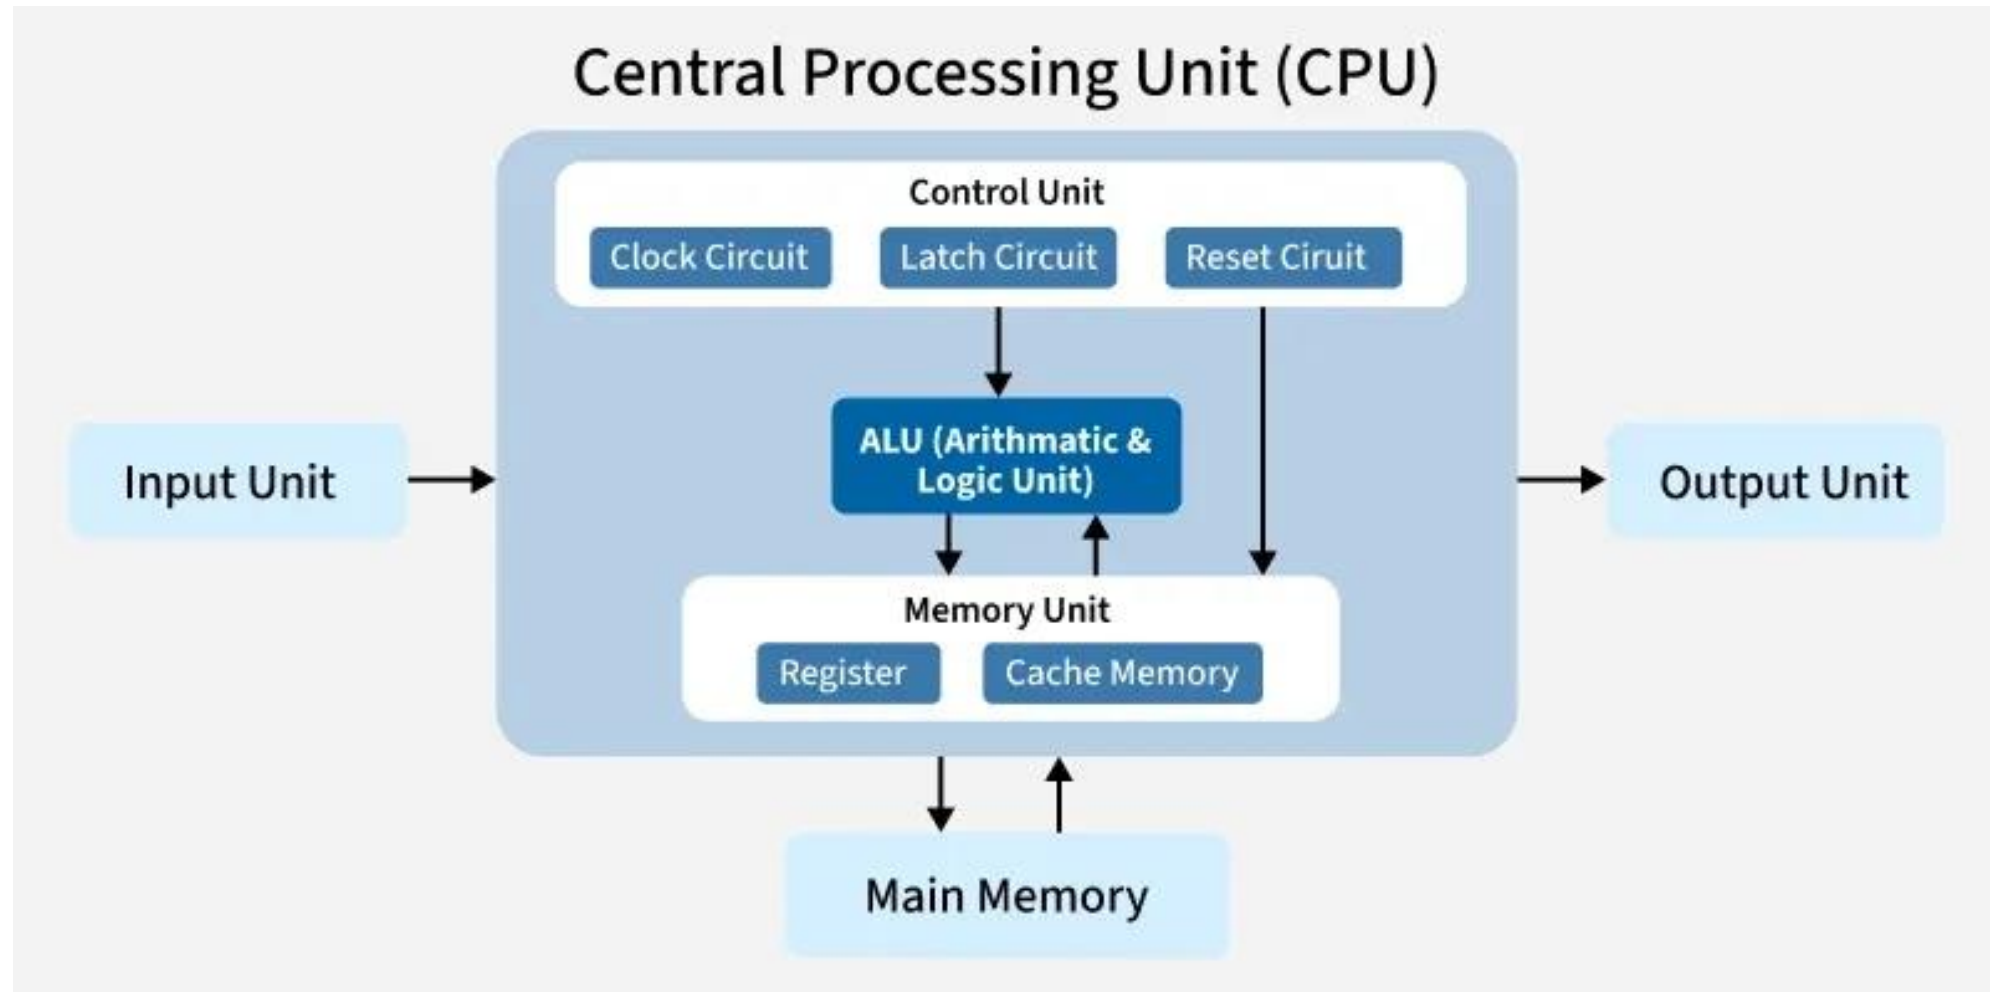 Central Processing Unit (CPU)
Control Unit
Clock Circuit
Latch Circuit
Reset Ciruit
ALU (Arithmatic &
Logic Unit)
Input Unit
Output Unit
Memory Unit
Register
Cache Memory
Main Memory